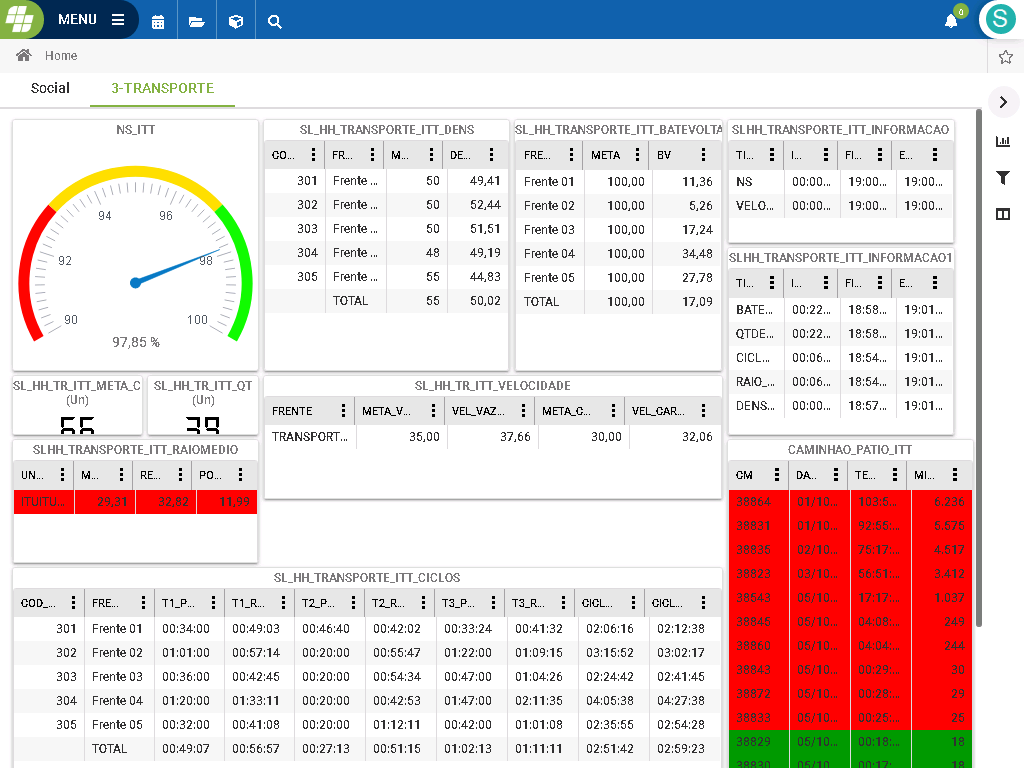 MENU
6
S
Home
Social
3-TRANSPORTE
NS_ITT
90
92
94
96
98
100
97,85 %
SL_HH_TRANSPORTE_ITT_DENS
CO... FR... M... DE...
301 Frente ... 50 49,41
302 Frente ... 50 52,44
303 Frente ... 50 51,51
304 Frente ... 48 49,19
305 Frente ... 55 44,83
TOTAL 55 50,02
SL_HH_TRANSPORTE_ITT_BATEVOLTA
FRE... META BV
Frente 01 100,00 11,36
Frente 02 100,00 5,26
Frente 03 100,00 17,24
Frente 04 100,00 34,48
Frente 05 100,00 27,78
TOTAL 100,00 17,09
SLHH_TRANSPORTE_ITT_INFORMACAO
TI... I... FI... E...
NS 00:00... 19:00... 19:00...
VELO... 00:00... 19:00... 19:00...
SLHH_TRANSPORTE_ITT_INFORMACAO1
TI... I... FI... E...
BATE... 00:22... 18:58... 19:01...
QTDE... 00:22... 18:58... 19:01...
CICL... 00:06... 18:54... 19:01...
RAIO_... 00:06... 18:54... 19:01...
DENS... 00:00... 18:57... 19:01...
SL_HH_TR_ITT_META_C
(Un)
66
SL_HH_TR_ITT_QT
(Un)
39
SL_HH_TR_ITT_VELOCIDADE
FRENTE META_V... VEL_VAZ... META_C... VEL_CAR...
TRANSPORT... 35,00 37,66 30,00 32,06
SLHH_TRANSPORTE_ITT_RAIOMEDIO
UN... M... RE... PO...
ITUITU... 29,31 32,82 11,99
CAMINHAO_PATIO_ITT
CM DA... TE... MI...
38864 01/10... 103:5... 6.236
38831 01/10... 92:55:... 5.575
38835 02/10... 75:17:... 4.517
38823 03/10... 56:51:... 3.412
38543 05/10... 17:17:... 1.037
38845 05/10... 04:08:... 249
38860 05/10... 04:04:... 244
38843 05/10... 00:29:... 30
38872 05/10... 00:28:... 29
38833 05/10... 00:25:... 25
38829 05/10... 00:18:... 18
38830 05/10... 00:17:... 18
SL_HH_TRANSPORTE_ITT_CICLOS
COD_... FRE... T1_P... T1_R... T2_P... T2_R... T3_P... T3_R... CICL... CICL...
301 Frente 01 00:34:00 00:49:03 00:46:40 00:42:02 00:33:24 00:41:32 02:06:16 02:12:38
302 Frente 02 01:01:00 00:57:14 00:20:00 00:55:47 01:22:00 01:09:15 03:15:52 03:02:17
303 Frente 03 00:36:00 00:42:45 00:20:00 00:54:34 00:47:00 01:04:26 02:24:42 02:41:45
304 Frente 04 01:20:00 01:33:11 00:20:00 00:42:53 01:47:00 02:11:35 04:05:38 04:27:38
305 Frente 05 00:32:00 00:41:08 00:20:00 01:12:11 00:42:00 01:01:08 02:35:55 02:54:28
TOTAL 00:49:07 00:56:57 00:27:13 00:51:15 01:02:13 01:11:11 02:51:42 02:59:23